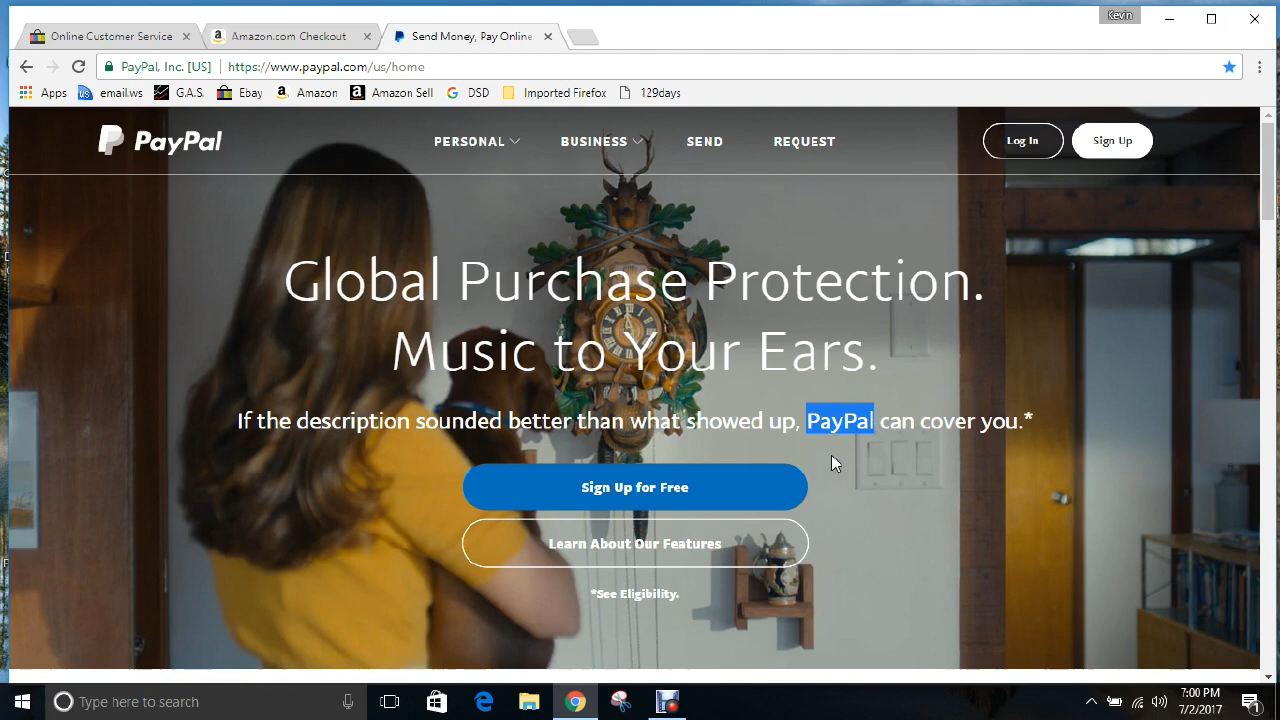 Kevin
Online Customer Service
Amazon.com Checkout
Send Money, Pay Online
PayPal, Inc. [US]
https://www.paypal.com/us/home
Apps
us
email.ws
G.A.S.
Ebay
Amazon
Amazon Sell
DSD
Imported Firefox
129days
PayPal
PERSONAL
BUSINESS
SEND
REQUEST
Log In
Sign Up
Global Purchase Protection.
Music to Your Ears.
If the description sounded better than what showed up, PayPal can cover you.*
Sign Up for Free
Learn About Our Features
*See Eligibility.
Type here to search
7:00 PM
7/2/2017
1